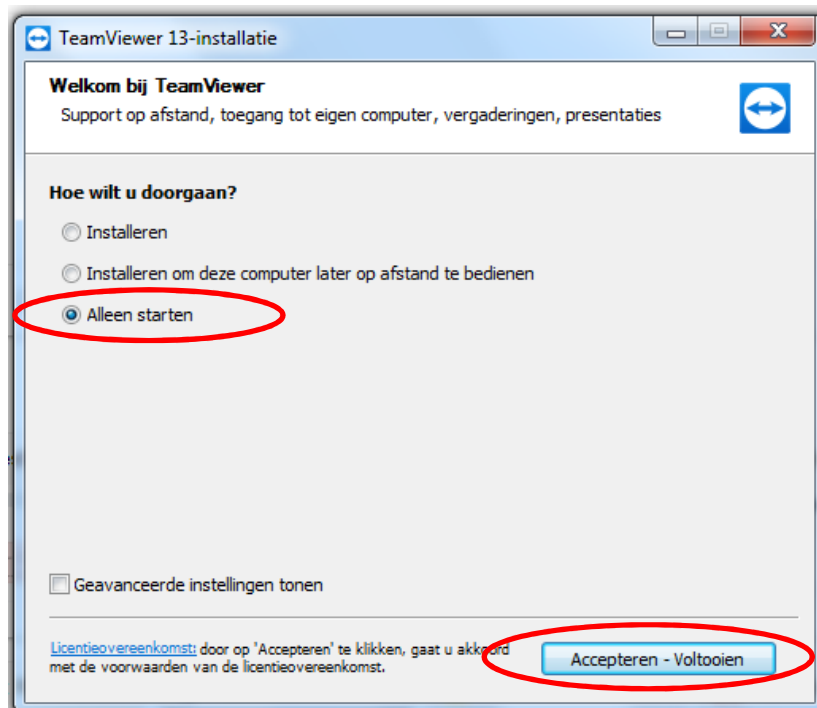 TeamViewer 13-installatie
Welkom bij TeamViewer
Support op afstand, toegang tot eigen computer, vergaderingen, presentaties
Hoe wilt u doorgaan?
Installeren
Installeren om deze computer later op afstand te bedienen
Alleen starten
Geavanceerde instellingen tonen
Licentieovereenkomst: door op 'Accepteren' te klikken, gaat u akkoord
met de voorwaarden van de licentieovereenkomst.
Accepteren - Voltooien